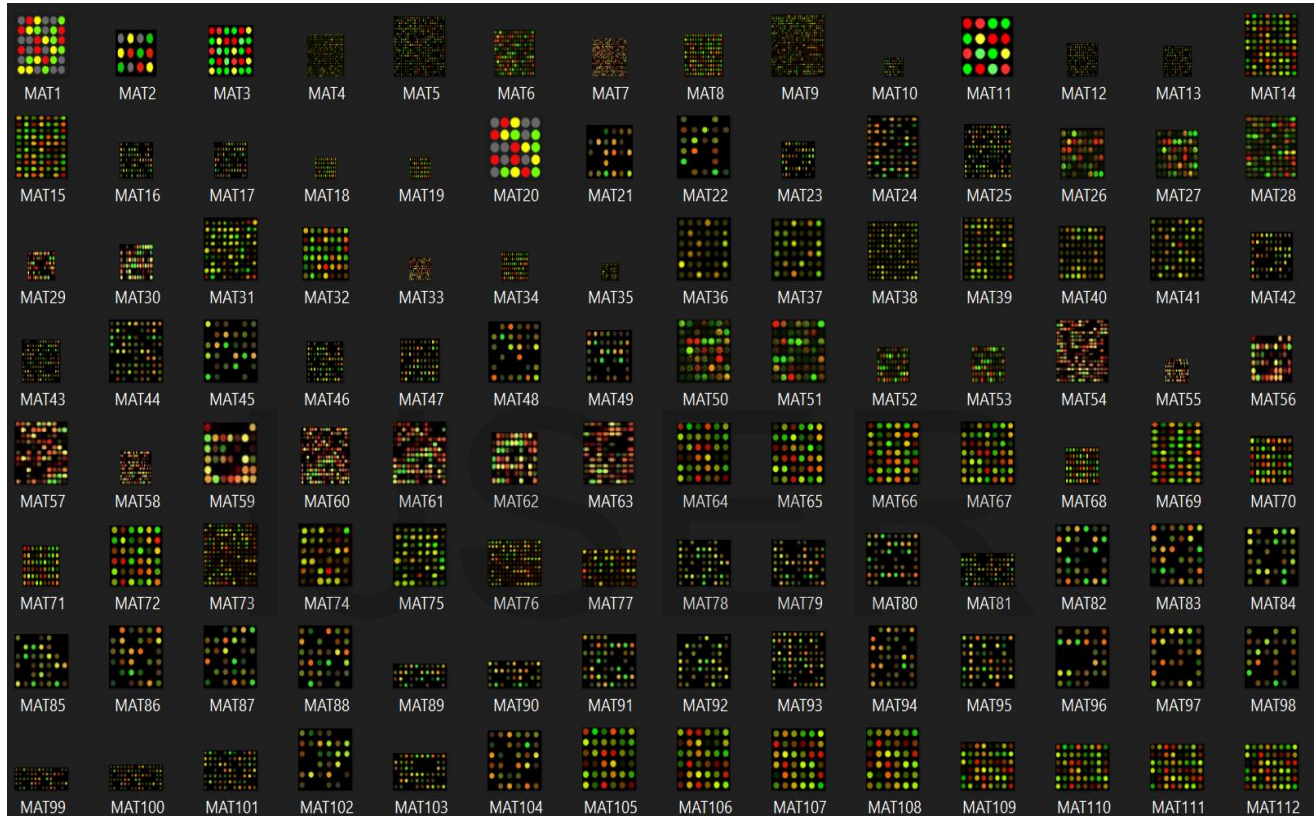 MAT1 MAT2 MAT3 MAT4 MAT5 MAT6 MAT7 MAT8 MAT9 MAT10 MAT11 MAT12 MAT13 MAT14
MAT15 MAT16 MAT17 MAT18 MAT19 MAT20 MAT21 MAT22 MAT23 MAT24 MAT25 MAT26 MAT27 MAT28
MAT29 MAT30 MAT31 MAT32 MAT33 MAT34 MAT35 MAT36 MAT37 MAT38 MAT39 MAT40 MAT41 MAT42
MAT43 MAT44 MAT45 MAT46 MAT47 MAT48 MAT49 MAT50 MAT51 MAT52 MAT53 MAT54 MAT55 MAT56
MAT57 MAT58 MAT59 MAT60 MAT61 MAT62 MAT63 MAT64 MAT65 MAT66 MAT67 MAT68 MAT69 MAT70
IJSER
MAT71 MAT72 MAT73 MAT74 MAT75 MAT76 MAT77 MAT78 MAT79 MAT80 MAT81 MAT82 MAT83 MAT84
MAT85 MAT86 MAT87 MAT88 MAT89 MAT90 MAT91 MAT92 MAT93 MAT94 MAT95 MAT96 MAT97 MAT98
MAT99 MAT100 MAT101 MAT102 MAT103 MAT104 MAT105 MAT106 MAT107 MAT108 MAT109 MAT110 MAT111 MAT112